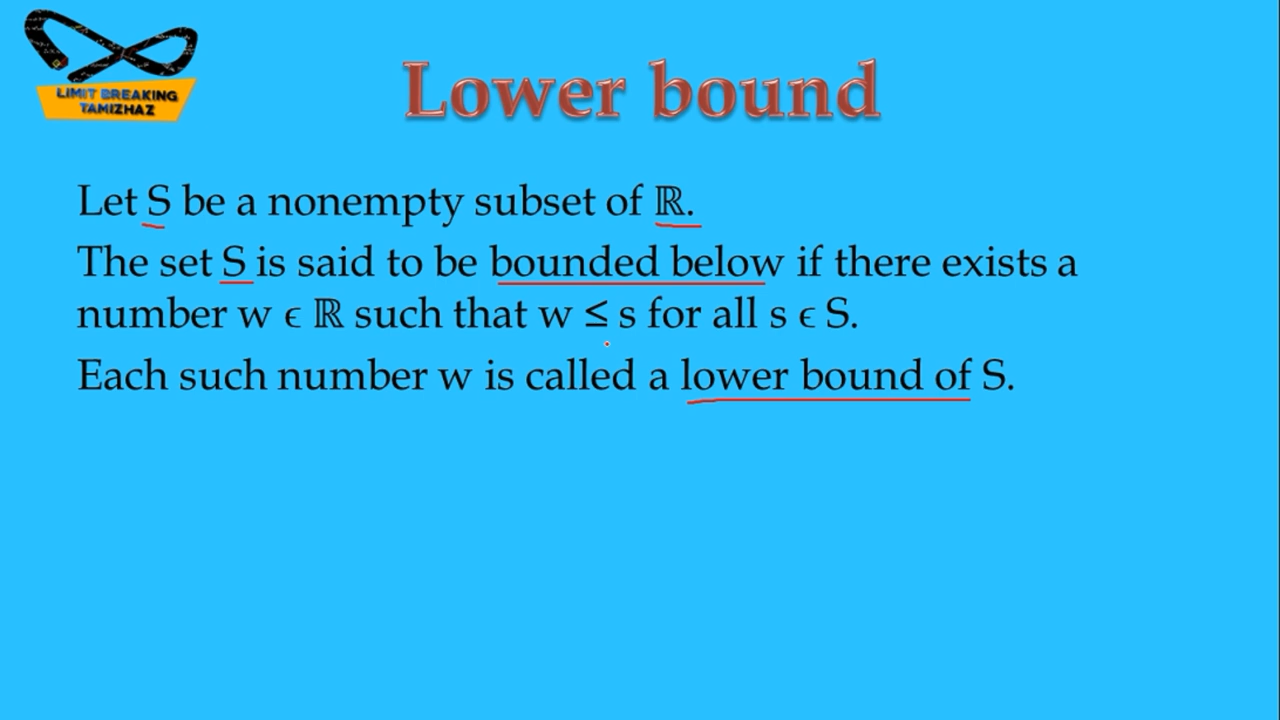 LIMIT BREAKING
TAMIZHAZ
Lower bound
Let S be a nonempty subset of ℝ.
The set S is said to be bounded below if there exists a
number w ϵ ℝ such that w ≤ s for all s ϵ S.
Each such number w is called a lower bound of S.